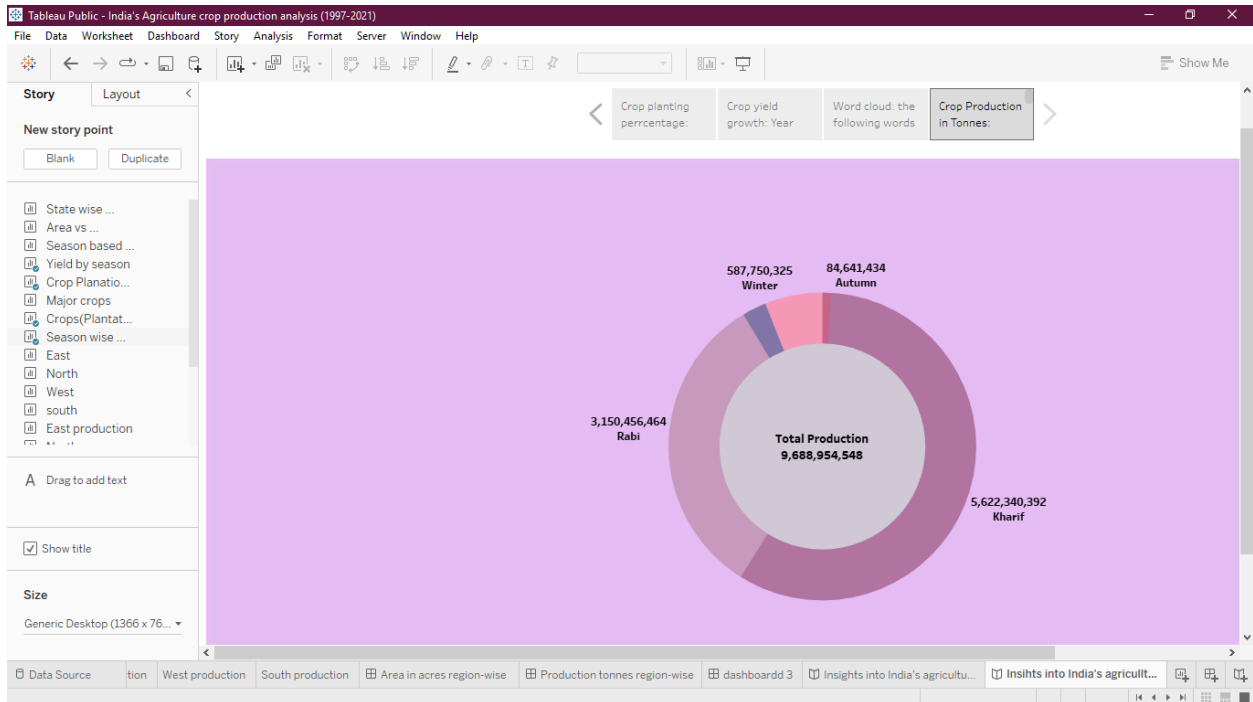 Tableau Public - India's Agriculture crop production analysis (1997-2021)
File Data Worksheet Dashboard Story Analysis Format Server Window Help
Show Me
Story Layout
New story point
Blank Duplicate
State wise ...
Area vs ...
Season based ...
Yield by season
Crop Planatio...
Major crops
Crops(Plantat...
Season wise ...
East
North
West
south
East production
A Drag to add text
Show title
Size
Generic Desktop (1366 x 76...
Crop planting
perrcentage:
Crop yield
growth: Year
Word cloud: the
following words
Crop Production
in Tonnes:
587,750,325
Winter
84,641,434
Autumn
3,150,456,464
Rabi
Total Production
9,688,954,548
5,622,340,392
Kharif
Data Source tion West production South production Area in acres region-wise Production tonnes region-wise dashboardd 3 Insights into India's agricultu... Insihts into India's agricullt...